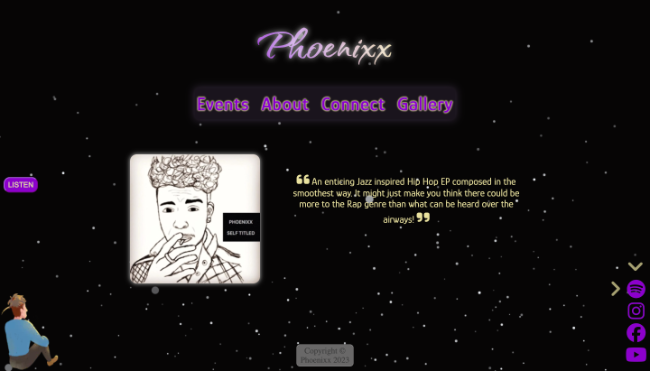 Phoenixx
Events About Connect Gallery
LISTEN
PHOENIXX
SELF TITLED
❝ An enticing Jazz inspired Hip Hop EP composed in the
smoothest way. It might just make you think there could be
more to the Rap genre than what can be heard over the
airways! ❞
Copyright ©
Phoenixx 2023